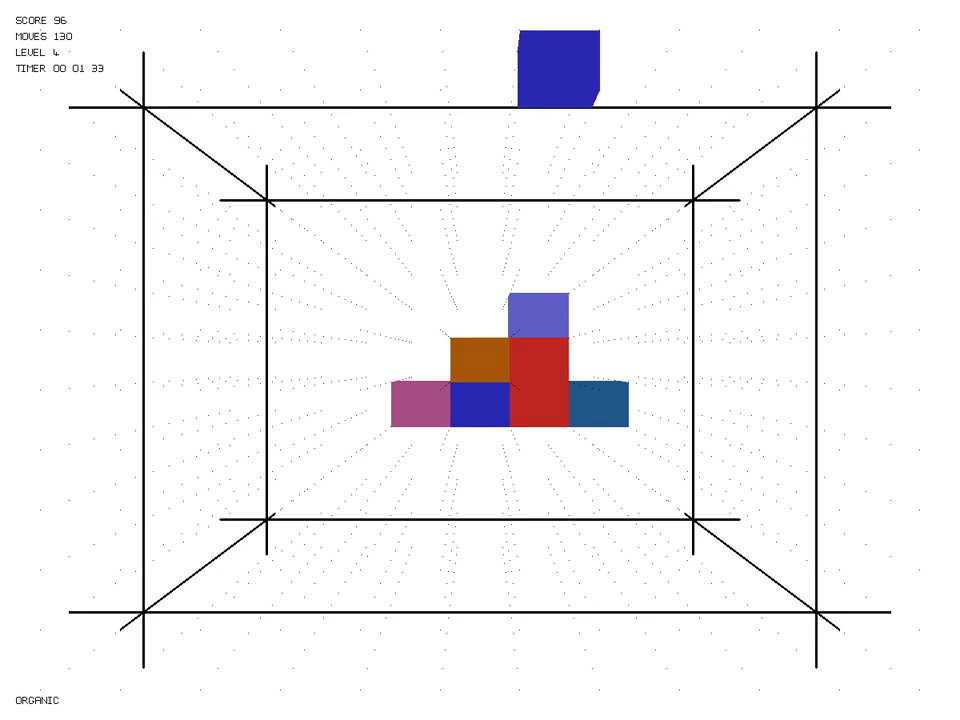 SCORE 96
MOVES 130
LEVEL 4
TIMER 00 01 33
ORGANIC